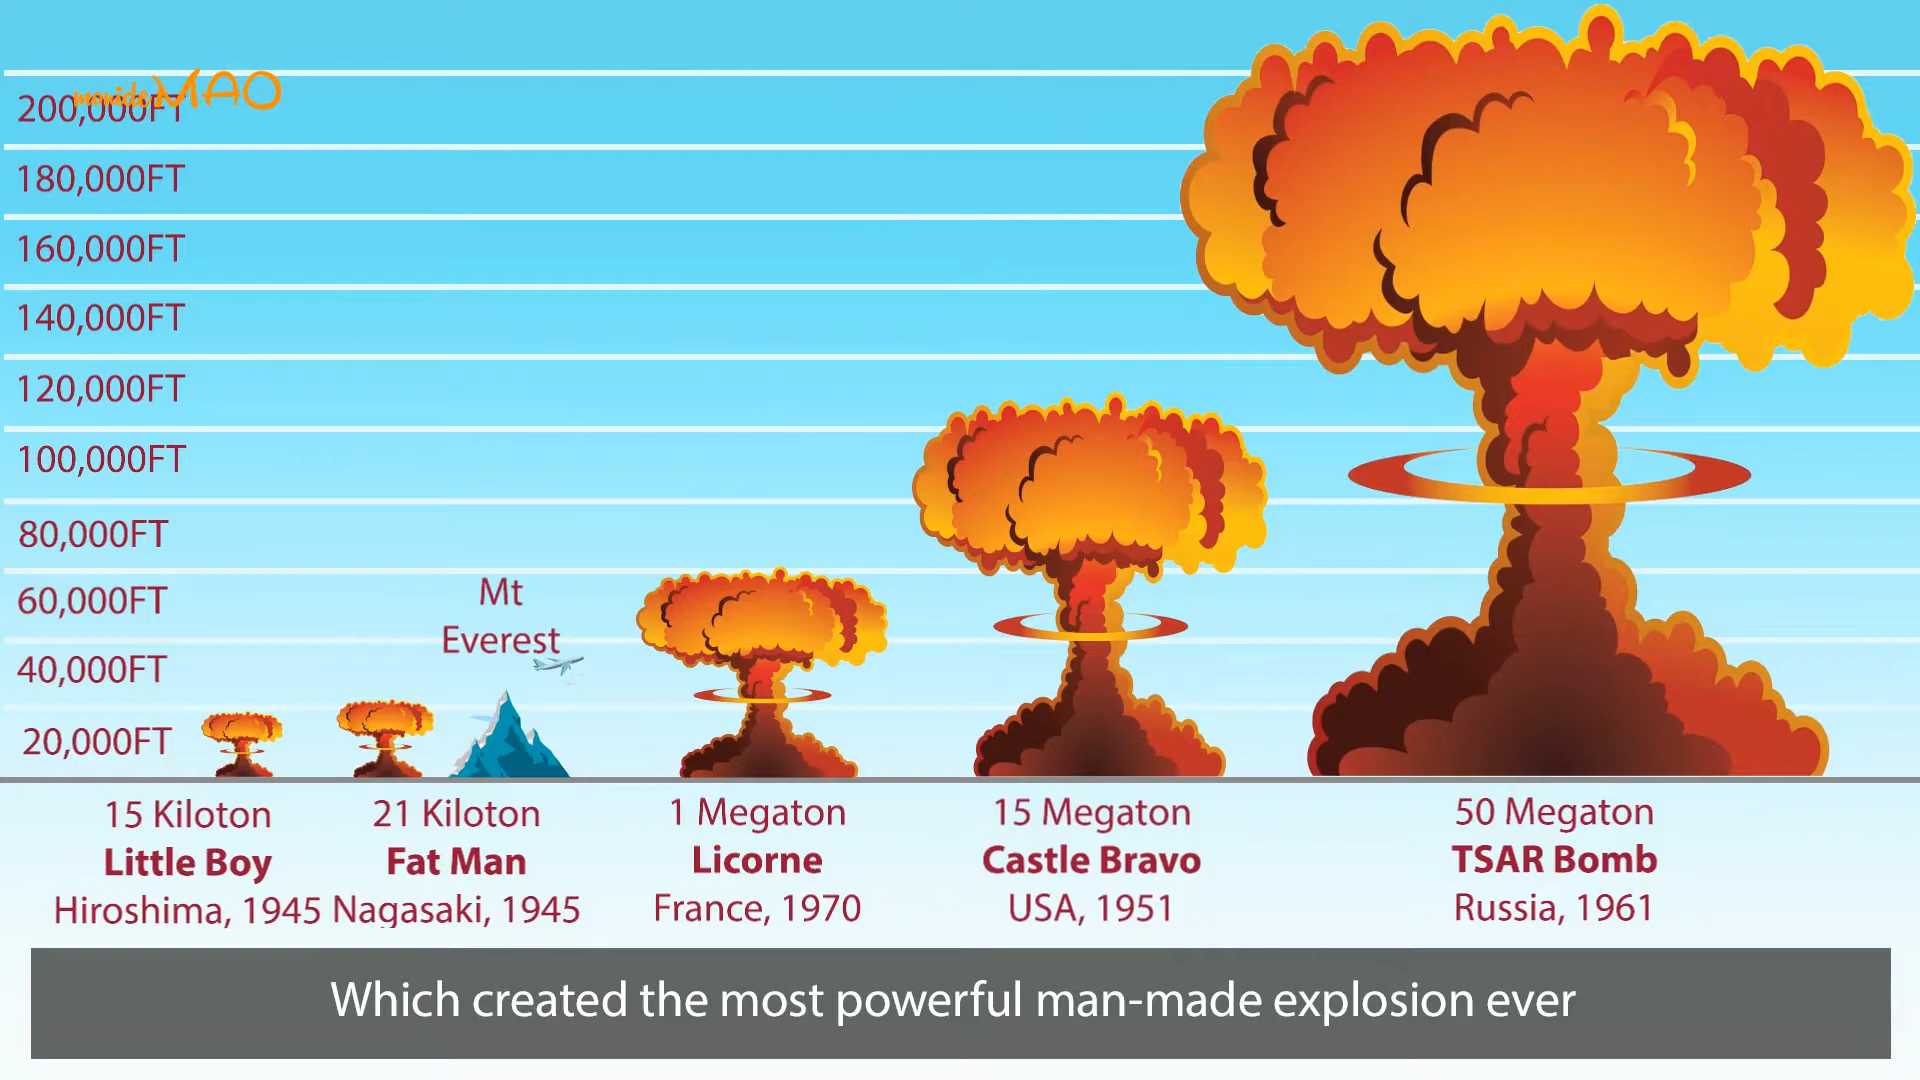 monideMAO
200,000FT
180,000FT
160,000FT
140,000FT
120,000FT
100,000FT
80,000FT
60,000FT
40,000FT
20,000FT
Mt
Everest
15 Kiloton
Little Boy
Hiroshima, 1945
21 Kiloton
Fat Man
Nagasaki, 1945
1 Megaton
Licorne
France, 1970
15 Megaton
Castle Bravo
USA, 1951
50 Megaton
TSAR Bomb
Russia, 1961
Which created the most powerful man-made explosion ever